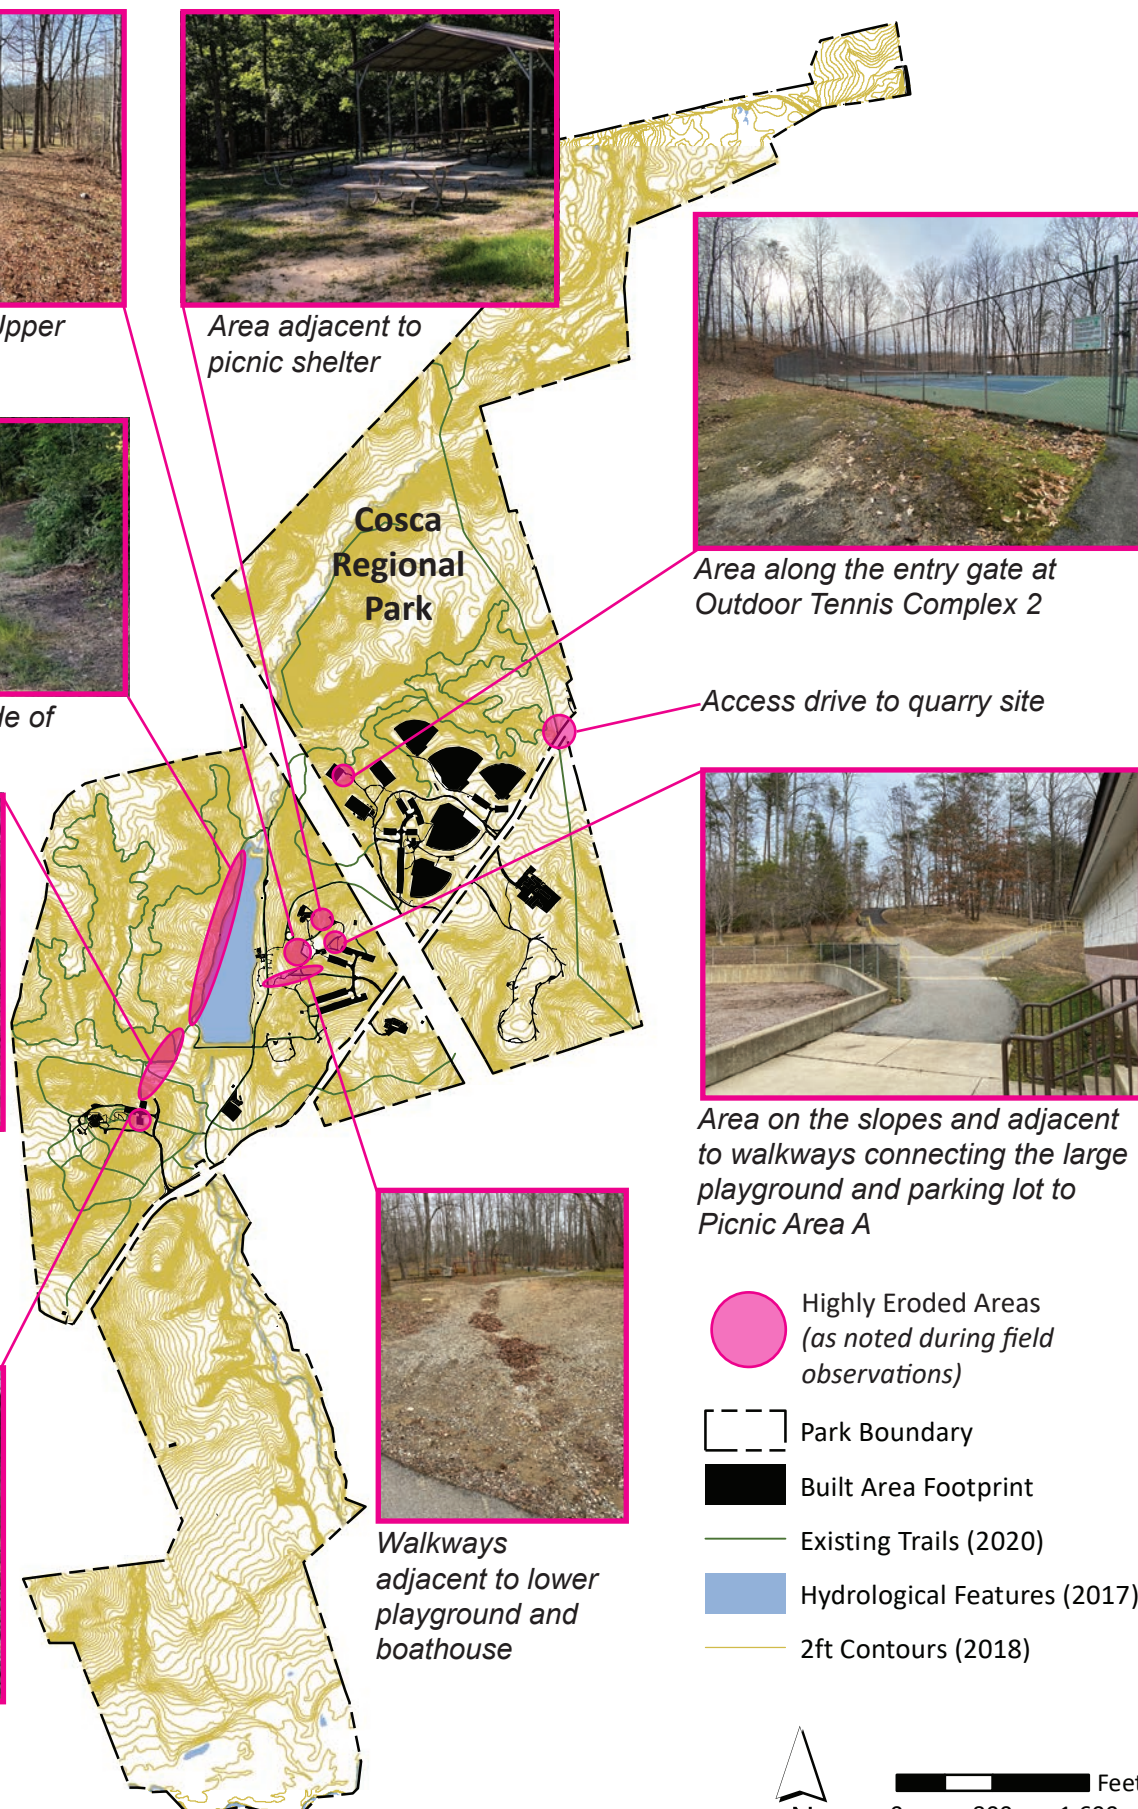 Upper
Area adjacent to
picnic shelter
Cosca
Regional
Park
Area along the entry gate at
Outdoor Tennis Complex 2
of
Access drive to quarry site
Area on the slopes and adjacent
to walkways connecting the large
playground and parking lot to
Picnic Area A
Walkways
adjacent to lower
playground and
boathouse
Highly Eroded Areas
(as noted during field
observations)
Park Boundary
Built Area Footprint
Existing Trails (2020)
Hydrological Features (2017)
2ft Contours (2018)
Feet